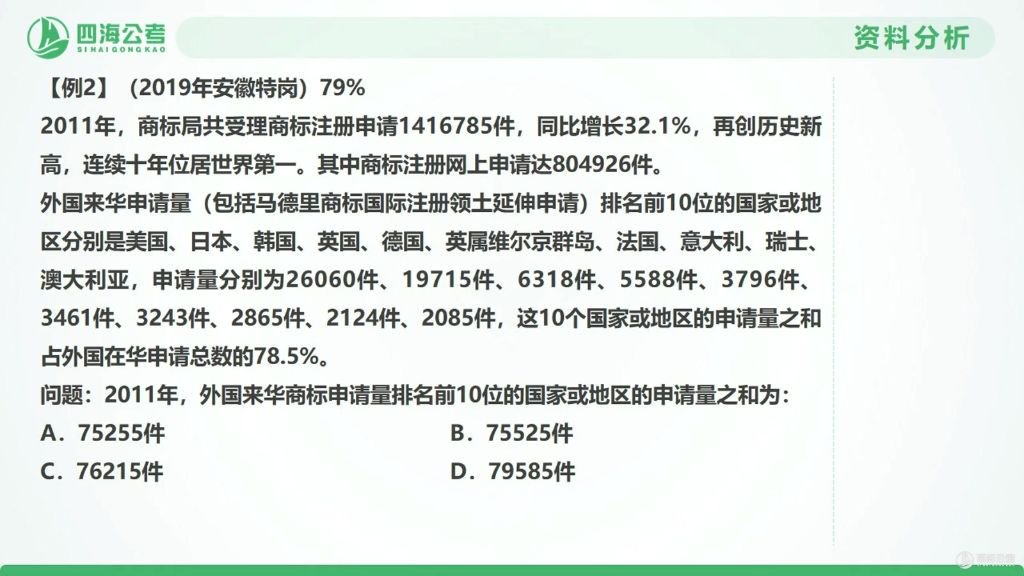 四海公考
SIHAIGONGKAO
资料分析
【例2】（2019年安徽特岗）79%
2011年，商标局共受理商标注册申请1416785件，同比增长32.1%，再创历史新
高，连续十年位居世界第一。其中商标注册网上申请达804926件。
外国来华申请量（包括马德里商标国际注册领土延伸申请）排名前10位的国家或地
区分别是美国、日本、韩国、英国、德国、英属维尔京群岛、法国、意大利、瑞士、
澳大利亚，申请量分别为26060件、19715件、6318件、5588件、3796件、
3461件、3243件、2865件、2124件、2085件，这10个国家或地区的申请量之和
占外国在华申请总数的78.5%。
问题：2011年，外国来华商标申请量排名前10位的国家或地区的申请量之和为：
A．75255件
B．75525件
C．76215件
D．79585件